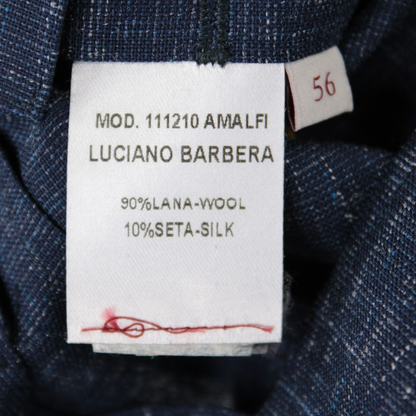 MOD. 111210 AMALFI
LUCIANO BARBERA
90%LANA-WOOL
10%SETA-SILK
56